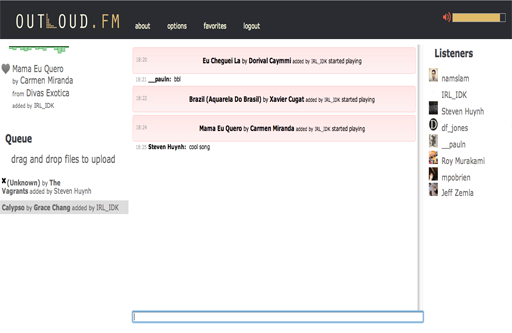 OUTLOUD.FM
about options favorites logout
Mama Eu Quero
by Carmen Miranda
from Divas Exotica
added by IRL_IDK
Queue
drag and drop files to upload
x (Unknown) by The
Vagrants added by Steven Huynh
Calypso by Grace Chang added by IRL_IDK
18:20 Eu Cheguei La by Dorival Caymmi added by IRL_IDK started playing
18:21 __pauln: bbl
18:22 Brazil (Aquarela Do Brasil) by Xavier Cugat added by IRL_IDK started playing
18:24 Mama Eu Quero by Carmen Miranda added by IRL_IDK started playing
Steven Huynh: cool song
Listeners
namslam
IRL_IDK
Steven Huynh
df_jones
__pauln
Roy Murakami
mpobrien
Jeff Zemla